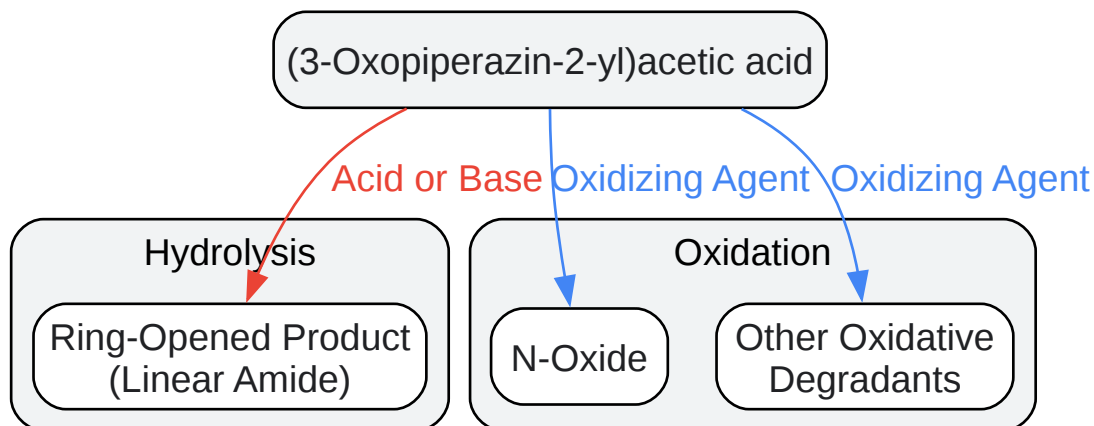 (3-Oxopiperazin-2-yl)acetic acid
Acid or Base
Oxidizing Agent
Oxidizing Agent
Hydrolysis
Oxidation
Ring-Opened Product
(Linear Amide)
N-Oxide
Other Oxidative
Degradants